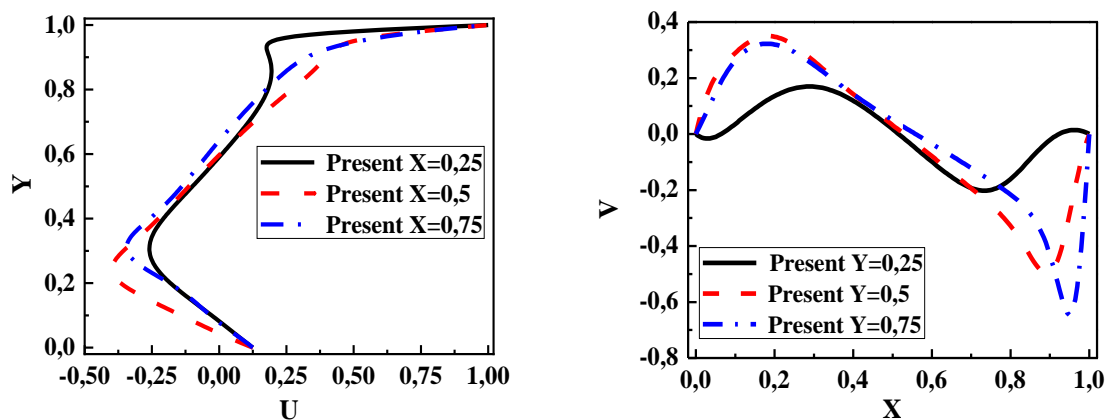 1,0
0,8
0,6
0,4
0,2
0,0
Y
-0,50
-0,25
0,00
0,25
0,50
0,75
1,00
U
Present X=0,25
Present X=0,5
Present X=0,75
0,4
0,2
0,0
-0,2
-0,4
-0,6
-0,8
V
0,0
0,2
0,4
0,6
0,8
1,0
X
Present Y=0,25
Present Y=0,5
Present Y=0,75